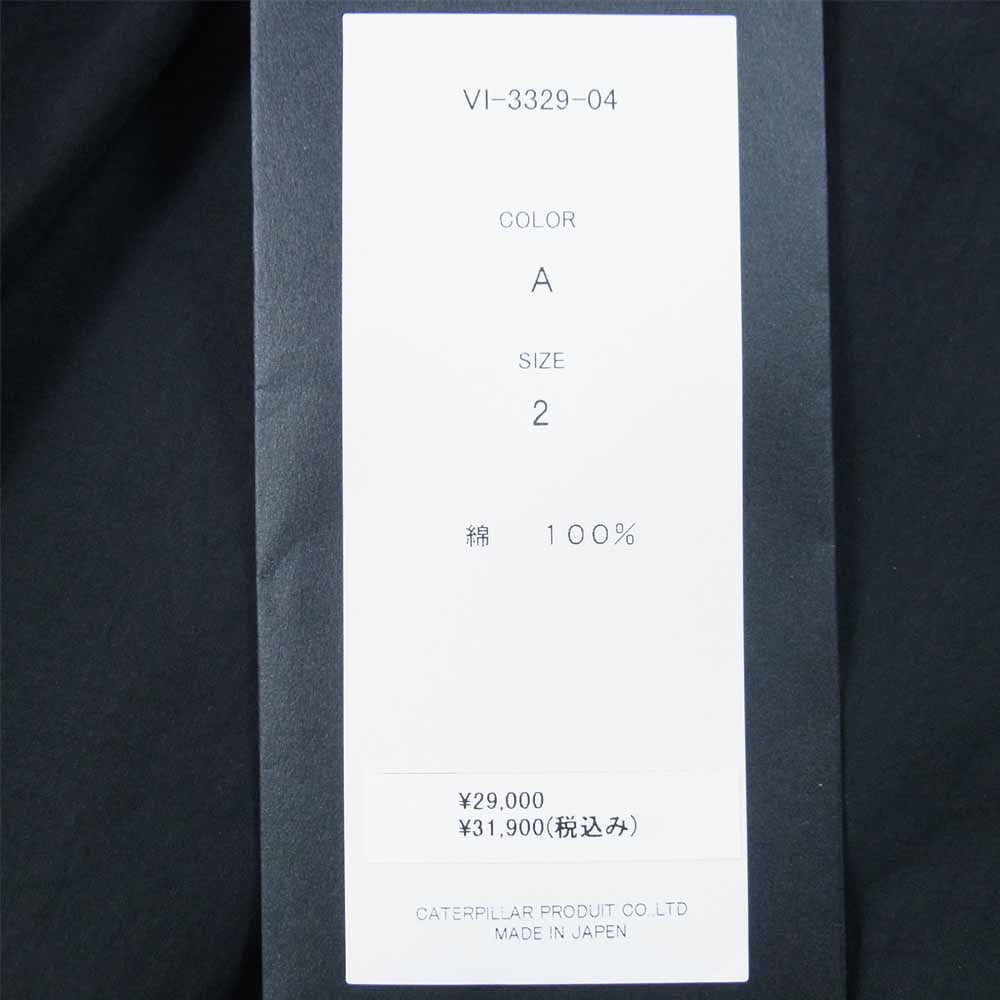 VI-3329-04
COLOR
A
SIZE
2
綿 100%
¥29,000
¥31,900(税込み)
CATERPILLAR PRODUIT CO.,LTD
MADE IN JAPAN